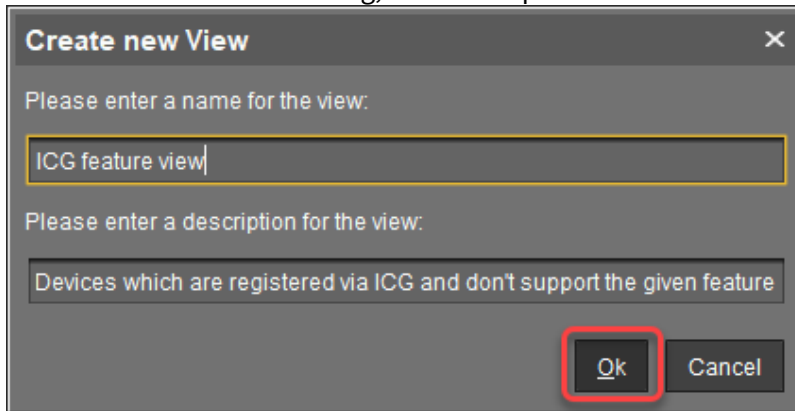 Create new View
Please enter a name for the view:
ICG feature view
Please enter a description for the view:
Devices which are registered via ICG and don't support the given feature
Ok Cancel